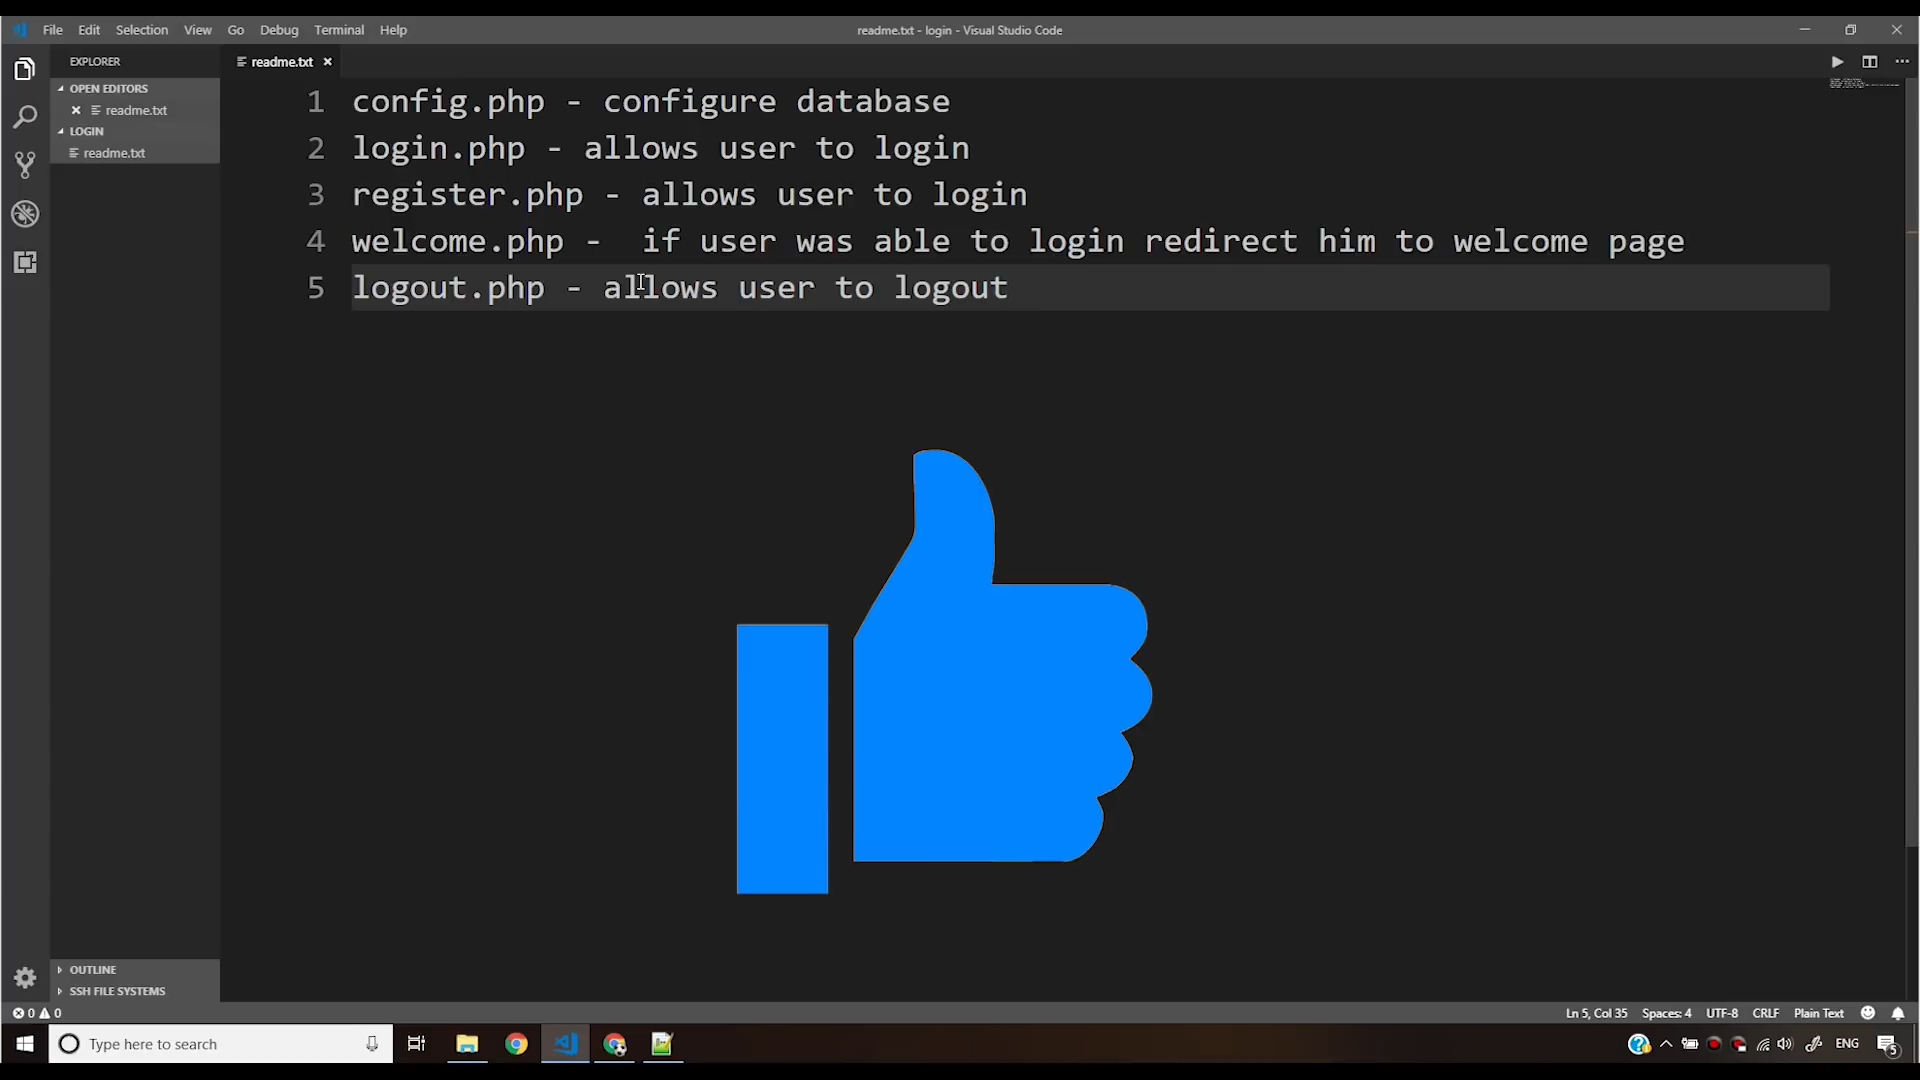 File Edit Selection View Go Debug Terminal Help
readme.txt - login - Visual Studio Code
EXPLORER
readme.txt
OPEN EDITORS
readme.txt
LOGIN
readme.txt
1 config.php - configure database
2 login.php - allows user to login
3 register.php - allows user to login
4 welcome.php -  if user was able to login redirect him to welcome page
5 logout.php - allows user to logout
OUTLINE
SSH FILE SYSTEMS
0 0
Ln 5, Col 35 Spaces: 4 UTF-8 CRLF Plain Text
Type here to search
ENG
5